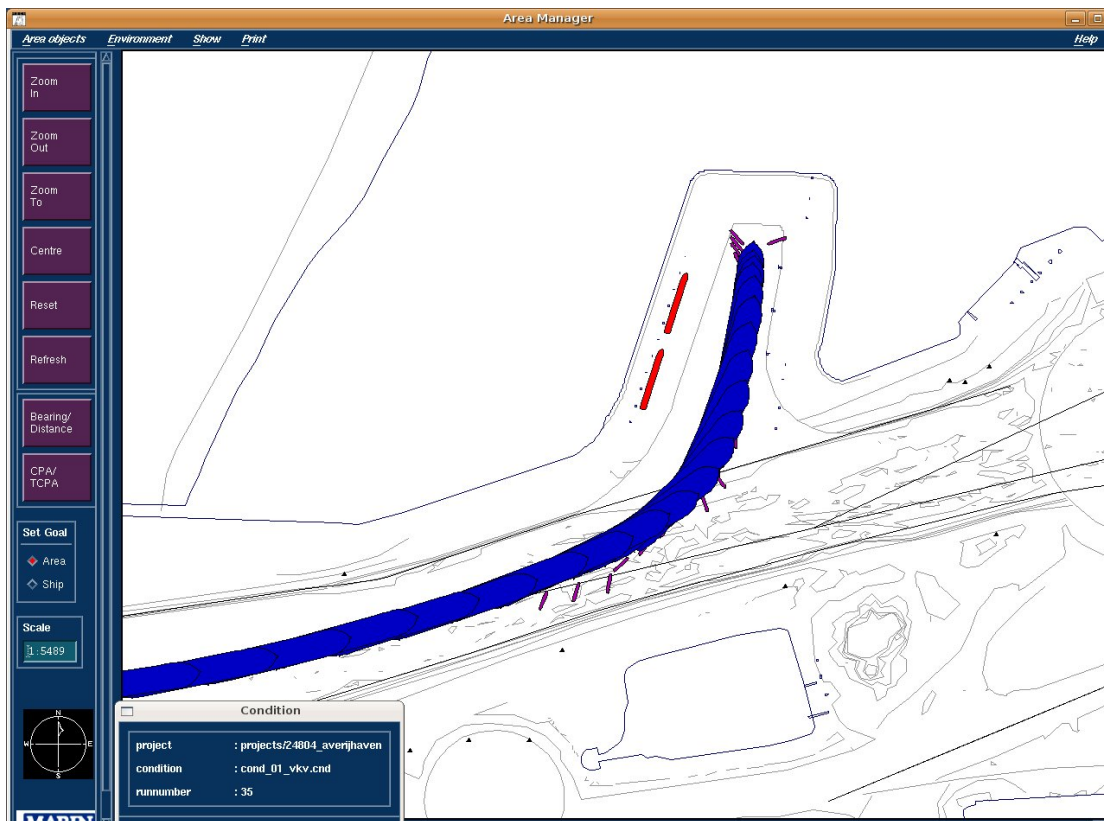 Area Manager
Area objects Environment Show Print Help
Zoom
In
Zoom
Out
Zoom
To
Centre
Reset
Refresh
Bearing/
Distance
CPA/
TCPA
Set Goal
Area
Ship
Scale
1:5489
N
W E
S
Condition
project : projects/24804_averijhaven
condition : cond_01_vkv.cnd
runnumber : 35
MARIN